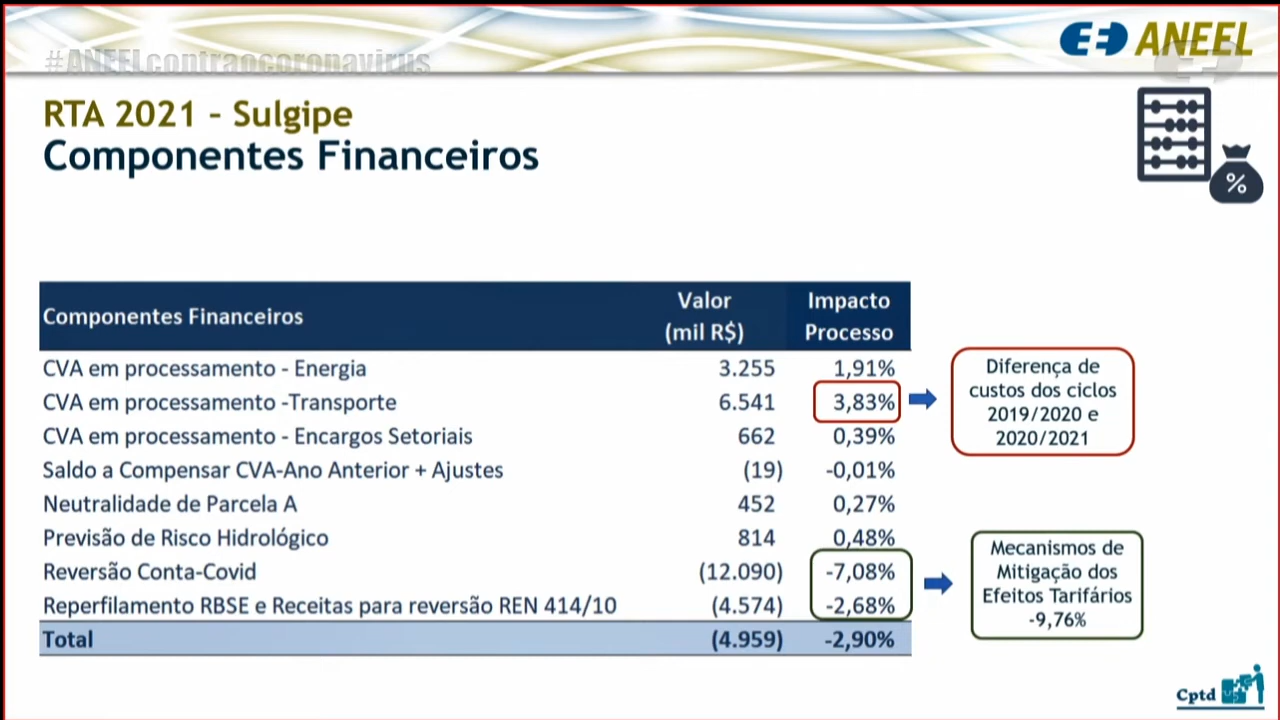 #ANEELcontraocoronavirus
ANEEL
RTA 2021 – Sulgipe
Componentes Financeiros
%
Componentes Financeiros Valor (mil R$) Impacto Processo
CVA em processamento - Energia 3.255 1,91%
CVA em processamento -Transporte 6.541 3,83%
CVA em processamento - Encargos Setoriais 662 0,39%
Saldo a Compensar CVA-Ano Anterior + Ajustes (19) -0,01%
Neutralidade de Parcela A 452 0,27%
Previsão de Risco Hidrológico 814 0,48%
Reversão Conta-Covid (12.090) -7,08%
Reperfilamento RBSE e Receitas para reversão REN 414/10 (4.574) -2,68%
Total (4.959) -2,90%
Diferença de
custos dos ciclos
2019/2020 e
2020/2021
Mecanismos de
Mitigação dos
Efeitos Tarifários
-9,76%
Cptd